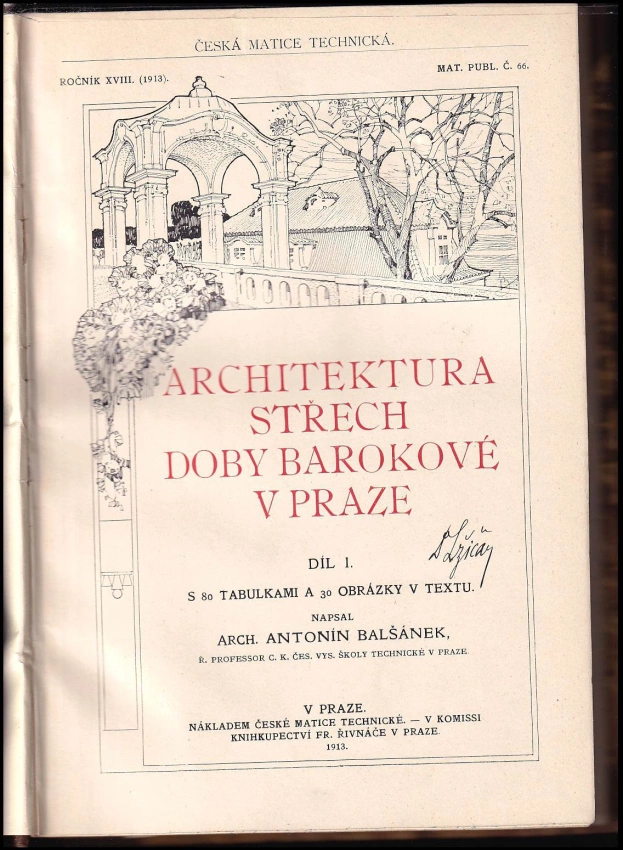 ČESKÁ MATICE TECHNICKÁ.
ROČNÍK XVIII. (1913).
MAT. PUBL. Č. 66.
ARCHITEKTURA
STŘECH
DOBY BAROKOVÉ
V PRAZE
DÍL I.
S 80 TABULKAMI A 30 OBRÁZKY V TEXTU.
NAPSAL
ARCH. ANTONÍN BALŠÁNEK,
Ř. PROFESSOR C. K. ČES. VYS. ŠKOLY TECHNICKÉ V PRAZE
V PRAZE.
NÁKLADEM ČESKÉ MATICE TECHNICKÉ. — V KOMISSI
KNIHKUPECTVÍ FR. ŘIVNÁČE V PRAZE.
1913.